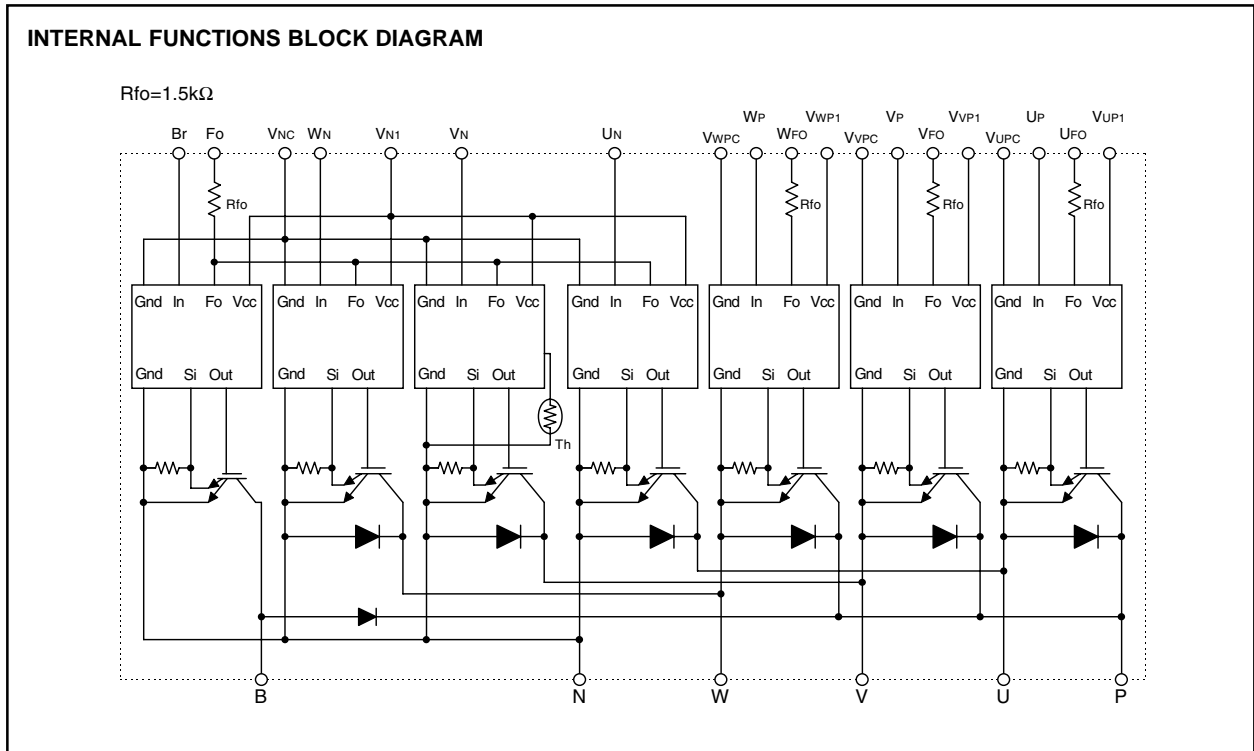 INTERNAL FUNCTIONS BLOCK DIAGRAM
Rfo=1.5kΩ
WP VWP1 VP VVP1 UP VUP1
Br Fo VNC WN VN1 VN UN VWPC WFO VVPC VFO VUPC UFO
Rfo Rfo Rfo Rfo
Gnd In Fo Vcc Gnd In Fo Vcc Gnd In Fo Vcc Gnd In Fo Vcc Gnd In Fo Vcc Gnd In Fo Vcc Gnd In Fo Vcc
Gnd Si Out Gnd Si Out Gnd Si Out Gnd Si Out Gnd Si Out Gnd Si Out Gnd Si Out
Th
B N W V U P